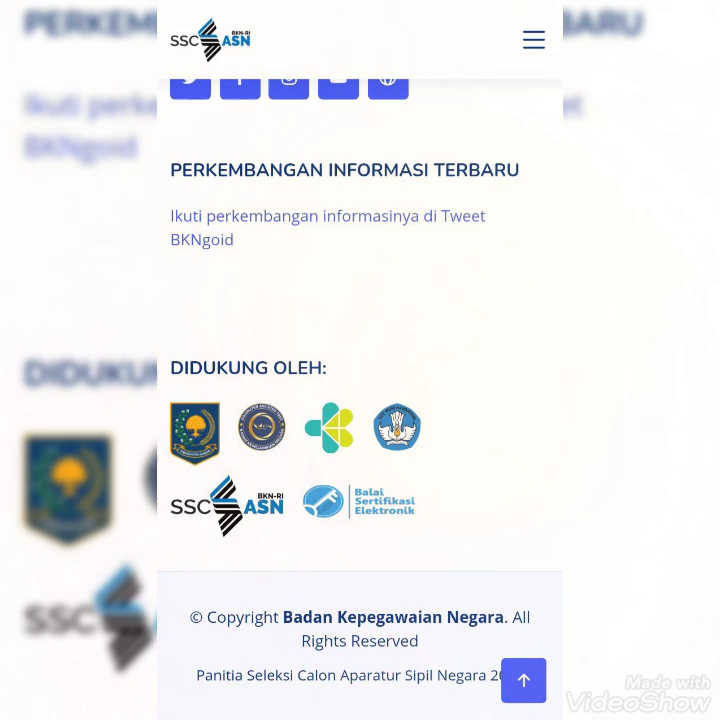 SSC ASN
BKN-RI
PERKEMBANGAN INFORMASI TERBARU
Ikuti perkembangan informasinya di Tweet
BKNgoid
DIDUKUNG OLEH:
SSC ASN
BKN-RI
Balai
Sertifikasi
Elektronik
© Copyright Badan Kepegawaian Negara. All
Rights Reserved
Panitia Seleksi Calon Aparatur Sipil Negara
Made with
VideoShow